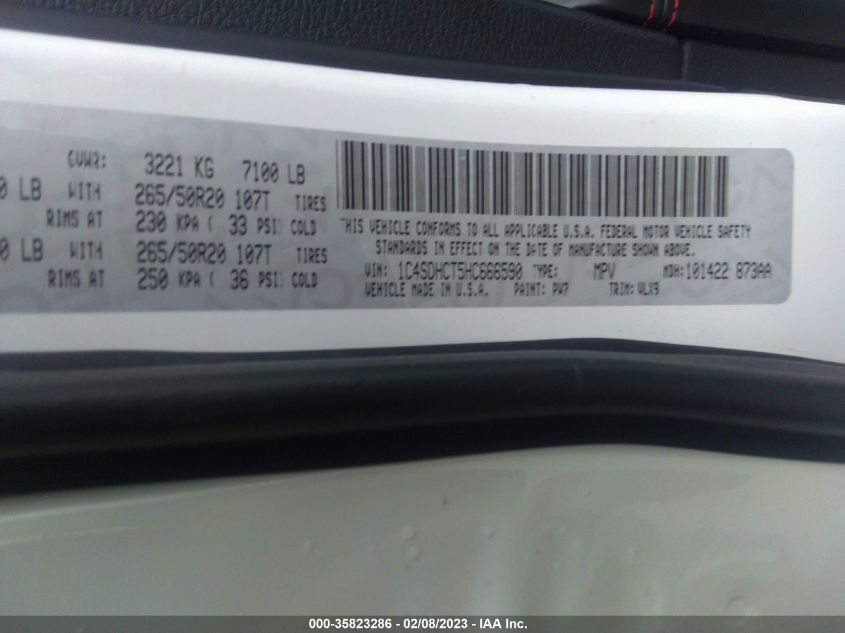 GVWR: 3221 KG 7100 LB
0 LB WITH 265/50R20 107T TIRES
RIMS AT 230 KPA ( 33 PSI) COLD
0 LB WITH 265/50R20 107T TIRES
RIMS AT 250 KPA ( 36 PSI) COLD
THIS VEHICLE CONFORMS TO ALL APPLICABLE U.S.A. FEDERAL MOTOR VEHICLE SAFETY
STANDARDS IN EFFECT ON THE DATE OF MANUFACTURE SHOWN ABOVE.
VIN: 1C4SDHCT5HC666590 TYPE: MPV MDH: 101422 873AA
VEHICLE MADE IN U.S.A. PAINT: PW7 TRIM: VLX9
000-35823286 - 02/08/2023 - IAA Inc.